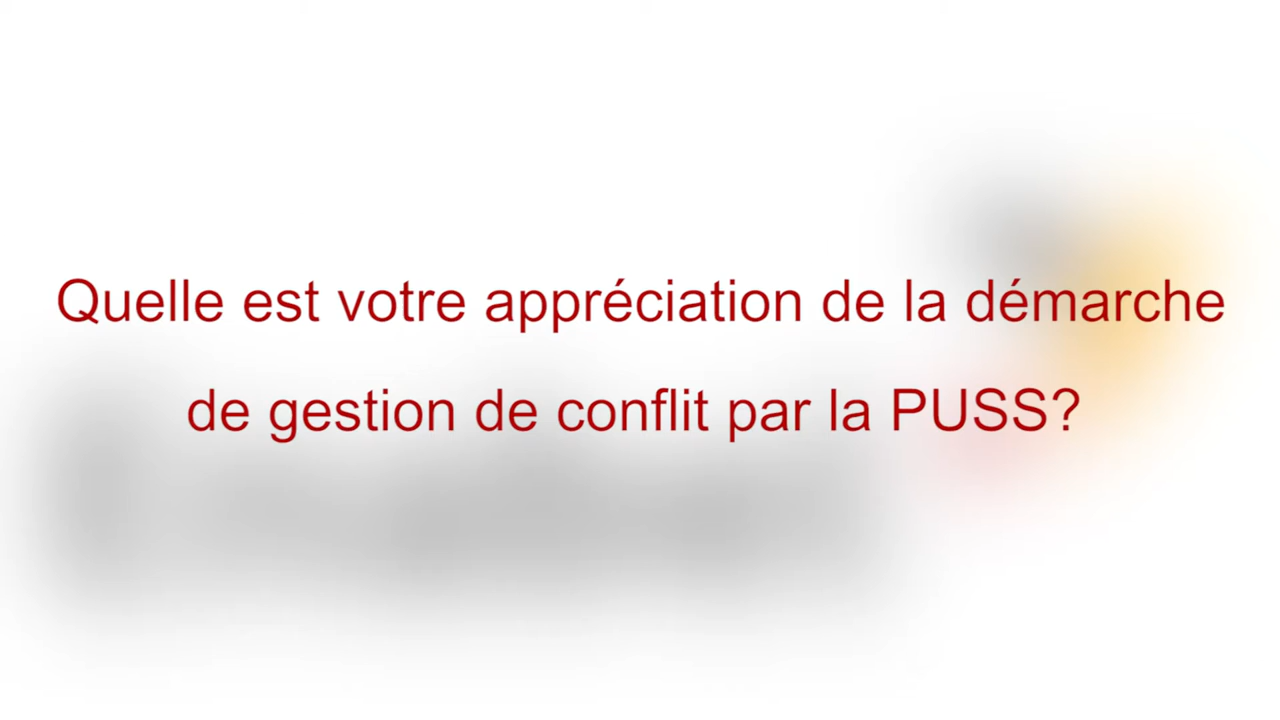 Quelle est votre appréciation de la démarche
de gestion de conflit par la PUSS?